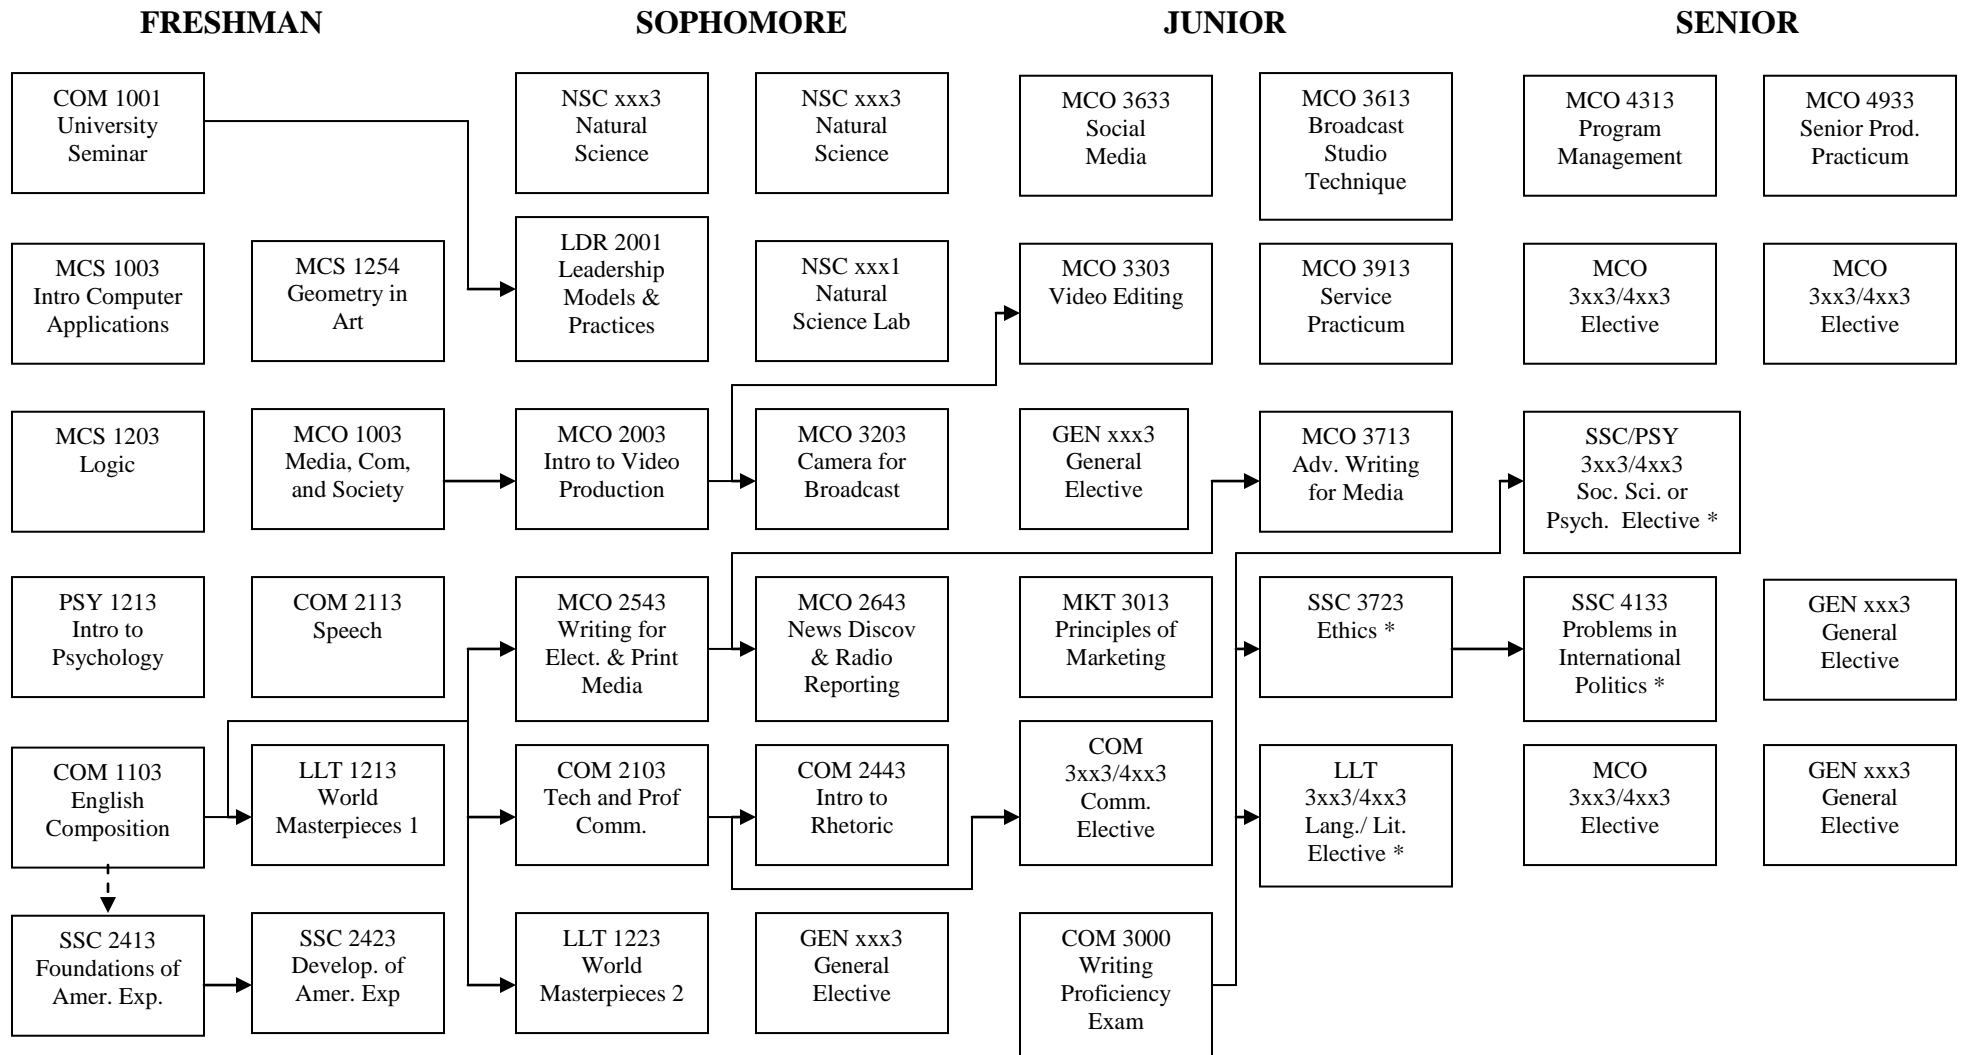 FRESHMAN
SOPHOMORE
JUNIOR
SENIOR
COM 1001
University
Seminar
NSC xxx3
Natural
Science
NSC xxx3
Natural
Science
MCO 3633
Social
Media
MCO 3613
Broadcast
Studio
Technique
MCO 4313
Program
Management
MCO 4933
Senior Prod.
Practicum
MCS 1003
Intro Computer
Applications
MCS 1254
Geometry in
Art
LDR 2001
Leadership
Models &
Practices
NSC xxx1
Natural
Science Lab
MCO 3303
Video Editing
MCO 3913
Service
Practicum
MCO
3xx3/4xx3
Elective
MCO
3xx3/4xx3
Elective
MCS 1203
Logic
MCO 1003
Media, Com,
and Society
MCO 2003
Intro to Video
Production
MCO 3203
Camera for
Broadcast
GEN xxx3
General
Elective
MCO 3713
Adv. Writing
for Media
SSC/PSY
3xx3/4xx3
Soc. Sci. or
Psych.  Elective *
PSY 1213
Intro to
Psychology
COM 2113
Speech
MCO 2543
Writing for
Elect. & Print
Media
MCO 2643
News Discov
& Radio
Reporting
MKT 3013
Principles of
Marketing
SSC 3723
Ethics *
SSC 4133
Problems in
International
Politics *
GEN xxx3
General
Elective
COM 1103
English
Composition
LLT 1213
World
Masterpieces 1
COM 2103
Tech and Prof
Comm.
COM 2443
Intro to
Rhetoric
COM
3xx3/4xx3
Comm.
Elective
LLT
3xx3/4xx3
Lang./ Lit.
Elective *
MCO
3xx3/4xx3
Elective
GEN xxx3
General
Elective
SSC 2413
Foundations of
Amer. Exp.
SSC 2423
Develop. of
Amer. Exp
LLT 1223
World
Masterpieces 2
GEN xxx3
General
Elective
COM 3000
Writing
Proficiency
Exam